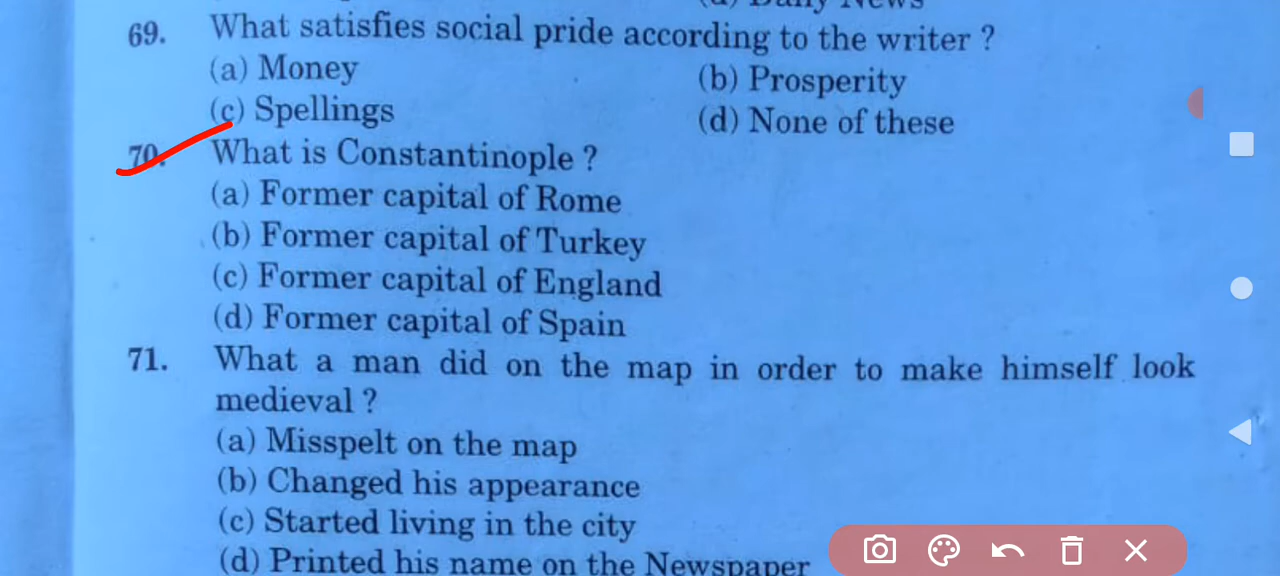 (d) Daily News
69. What satisfies social pride according to the writer ?
(a) Money (b) Prosperity
(c) Spellings (d) None of these
70. What is Constantinople ?
(a) Former capital of Rome
(b) Former capital of Turkey
(c) Former capital of England
(d) Former capital of Spain
71. What a man did on the map in order to make himself look
medieval ?
(a) Misspelt on the map
(b) Changed his appearance
(c) Started living in the city
(d) Printed his name on the Newspaper